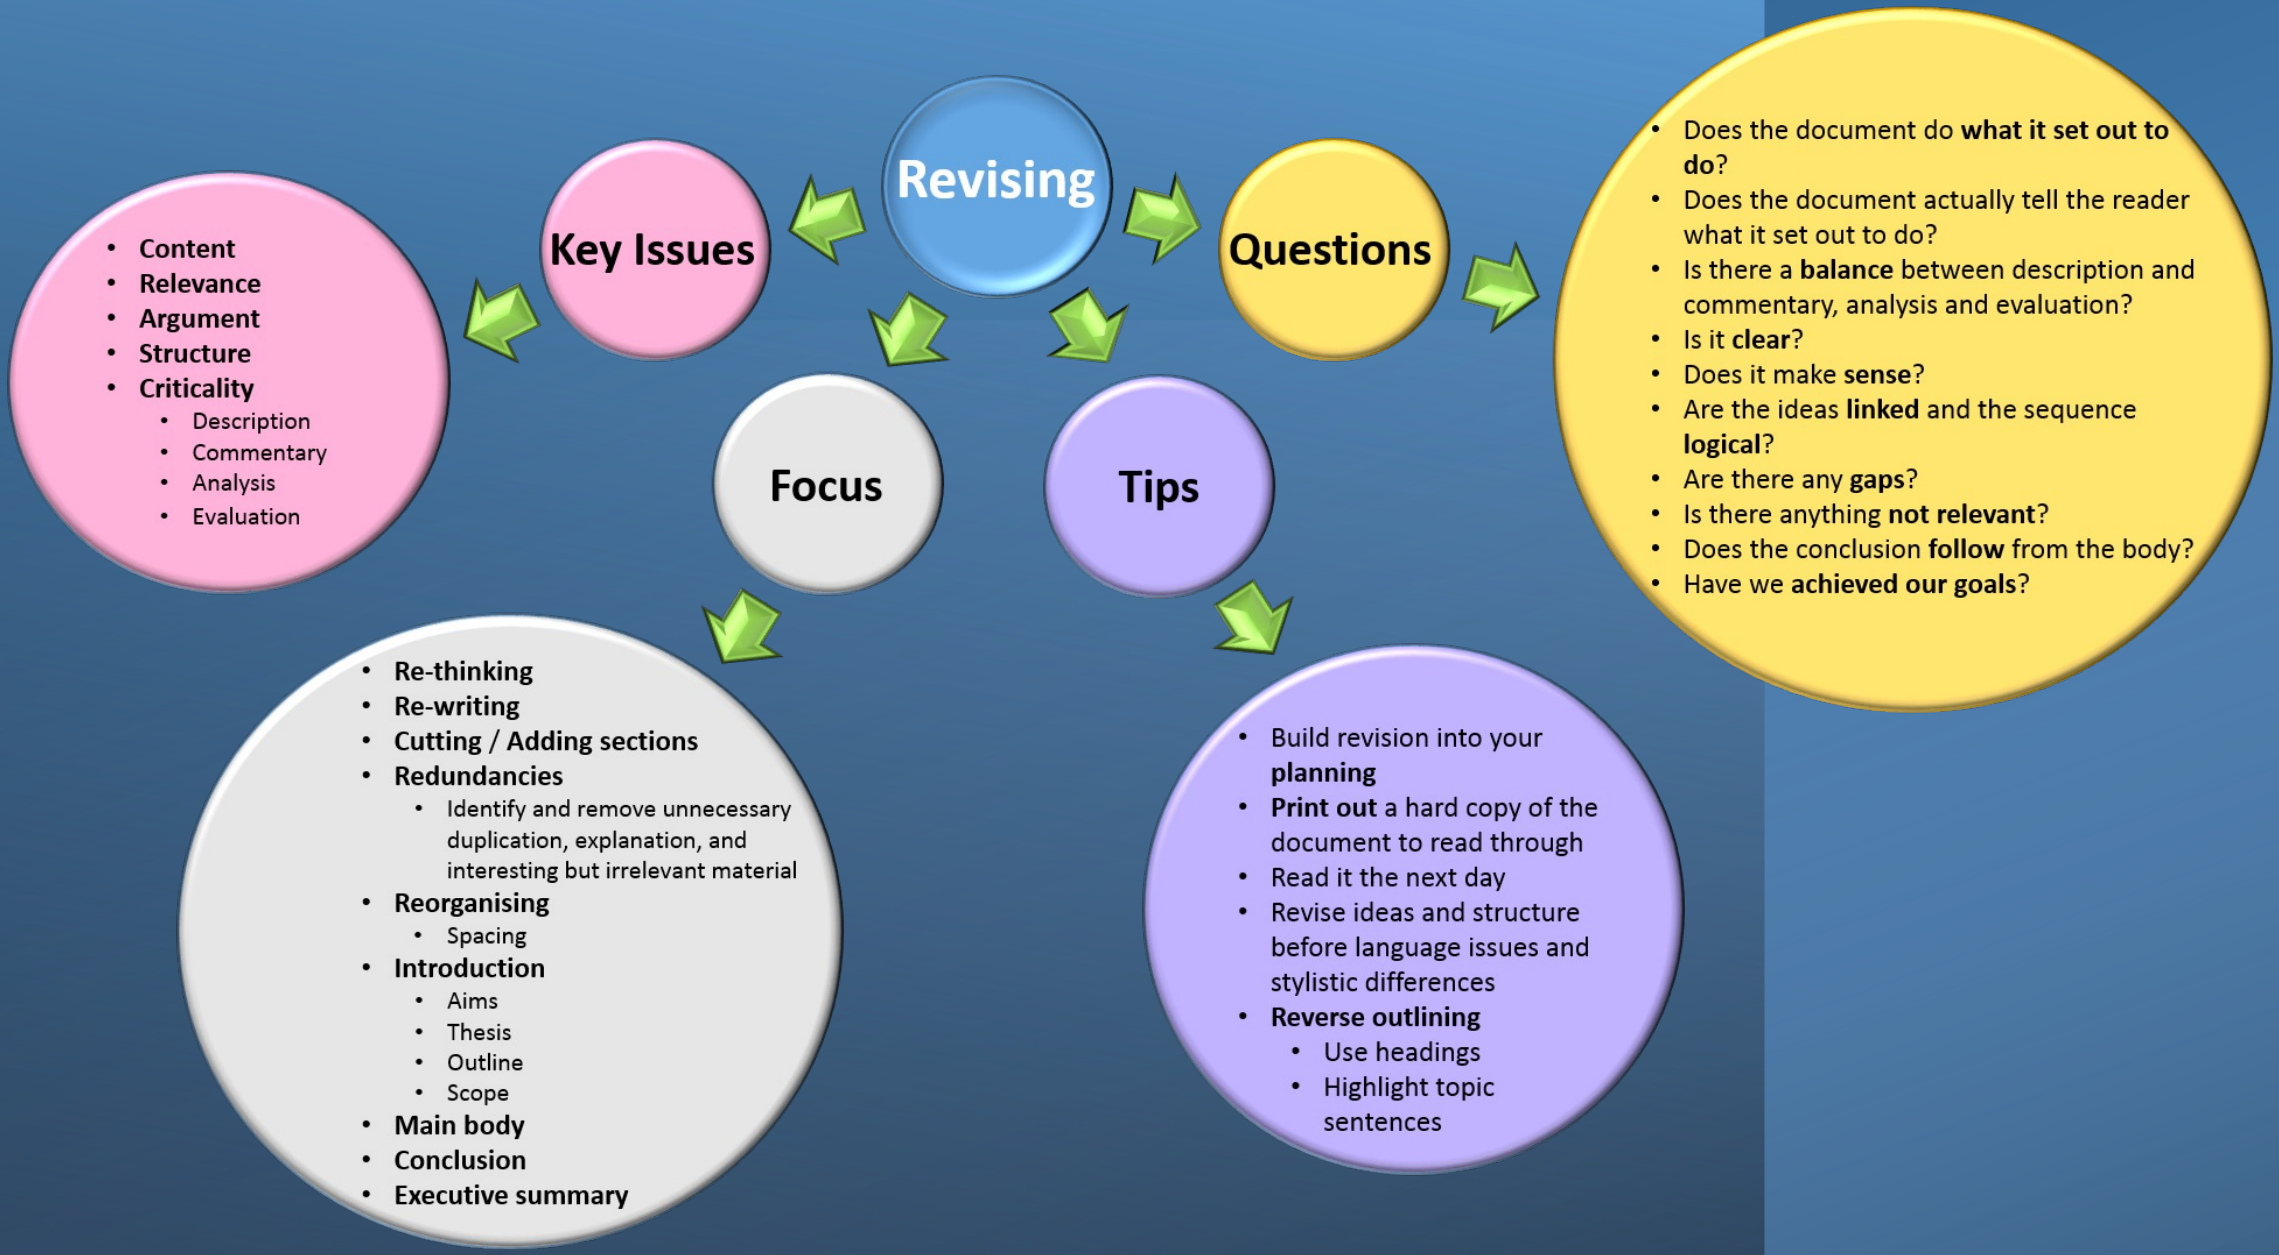 Revising
Key Issues
• Content
• Relevance
• Argument
• Structure
• Criticality
• Description
• Commentary
• Analysis
• Evaluation
Focus
• Re-thinking
• Re-writing
• Cutting / Adding sections
• Redundancies
• Identify and remove unnecessary
duplication, explanation, and
interesting but irrelevant material
• Reorganising
• Spacing
• Introduction
• Aims
• Thesis
• Outline
• Scope
• Main body
• Conclusion
• Executive summary
Tips
• Build revision into your
planning
• Print out a hard copy of the
document to read through
• Read it the next day
• Revise ideas and structure
before language issues and
stylistic differences
• Reverse outlining
• Use headings
• Highlight topic
sentences
Questions
• Does the document do what it set out to
do?
• Does the document actually tell the reader
what it set out to do?
• Is there a balance between description and
commentary, analysis and evaluation?
• Is it clear?
• Does it make sense?
• Are the ideas linked and the sequence
logical?
• Are there any gaps?
• Is there anything not relevant?
• Does the conclusion follow from the body?
• Have we achieved our goals?